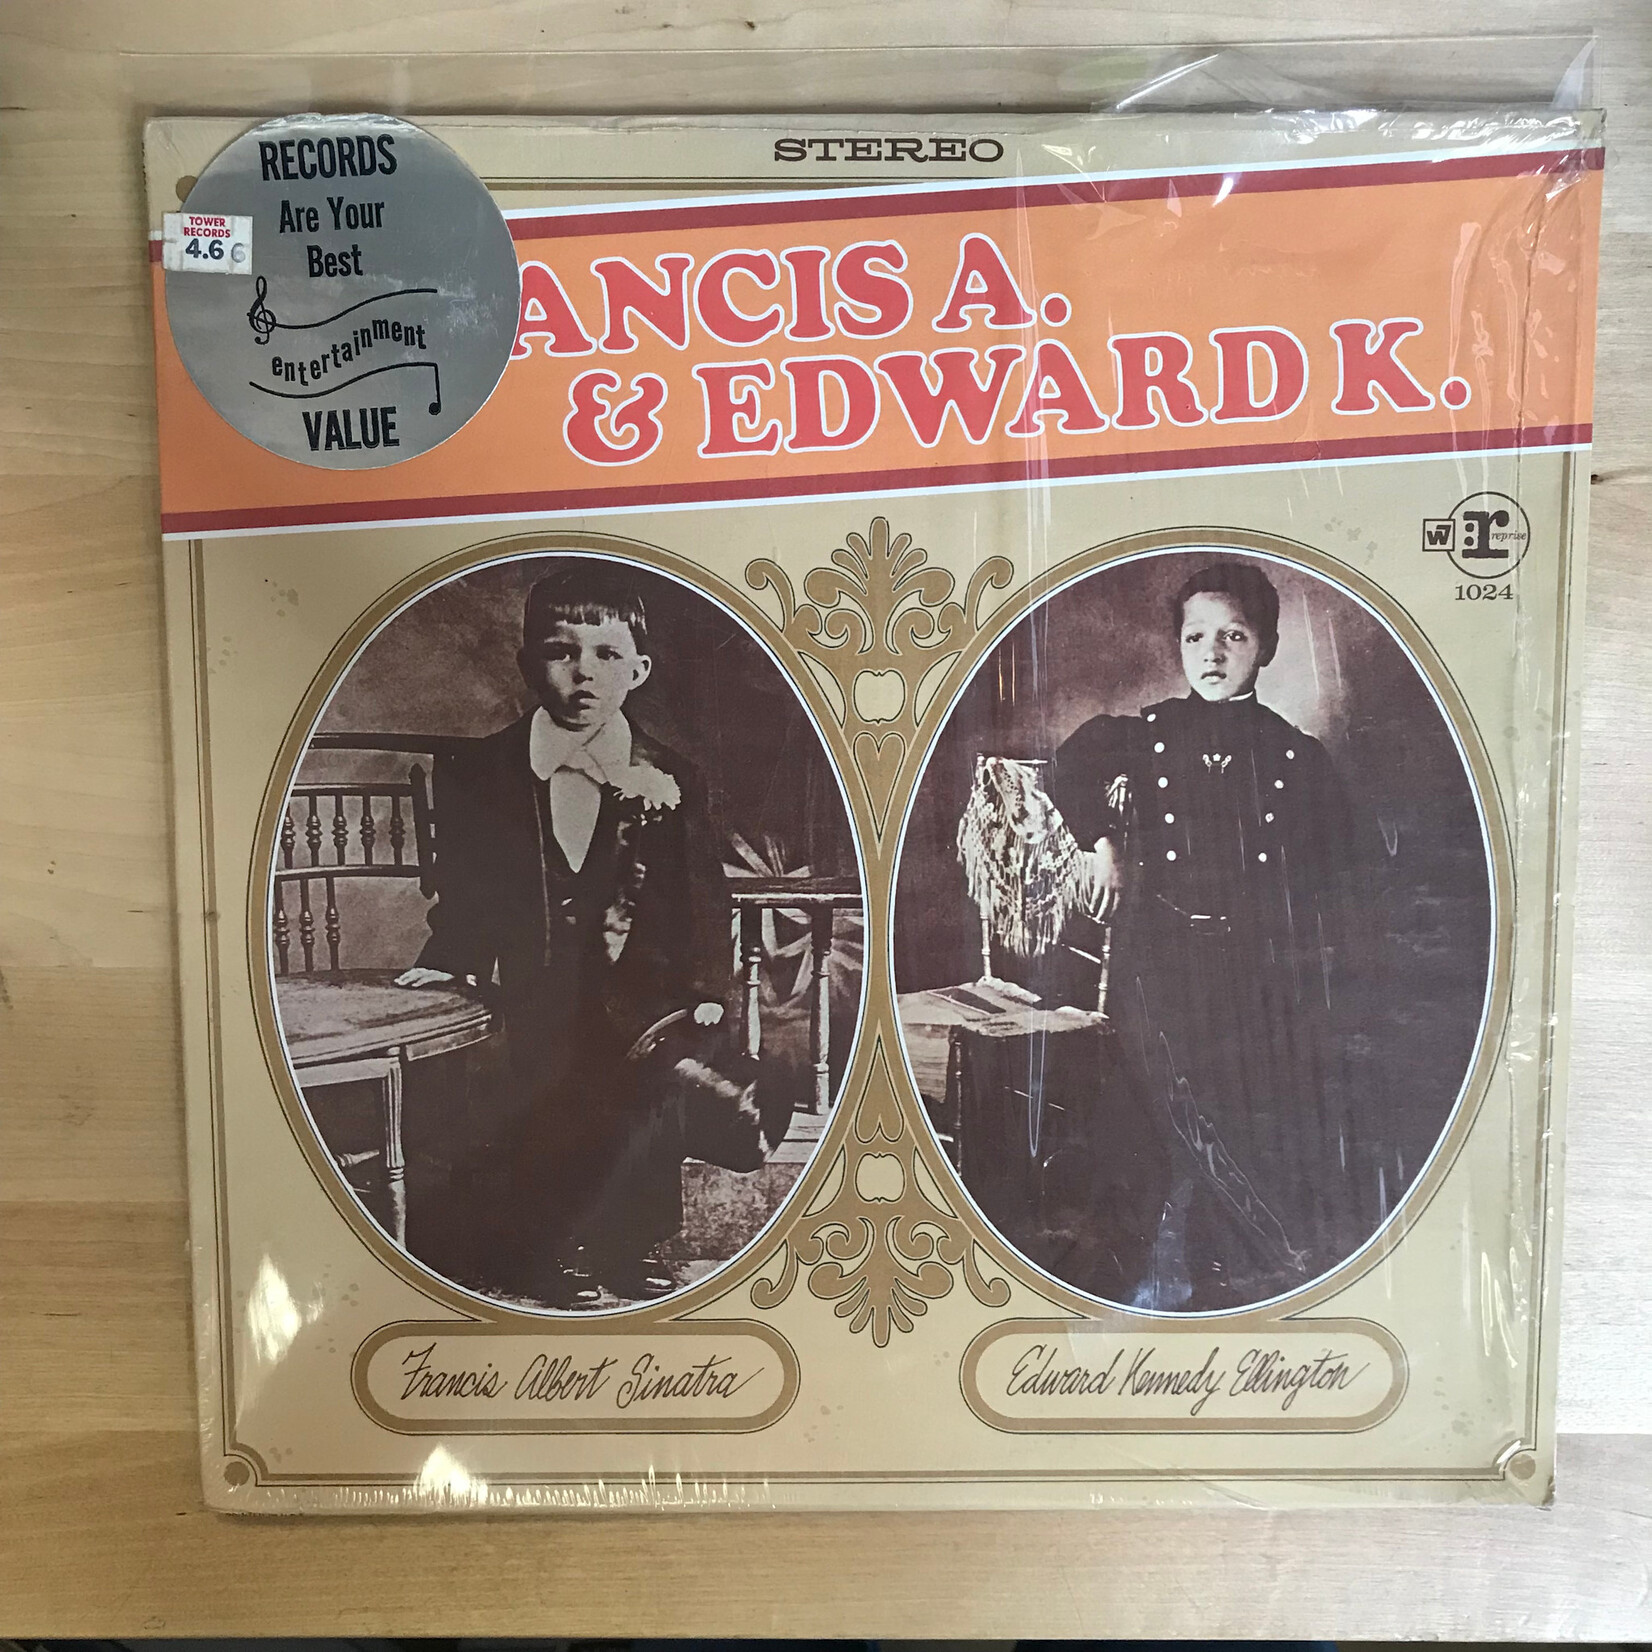 STEREO
RECORDS
Are Your
Best
entertainment
VALUE
TOWER
RECORDS
4.66
ANCIS A.
& EDWARD K.
W7
r
reprise
1024
Francis Albert Sinatra
Edward Kennedy Ellington